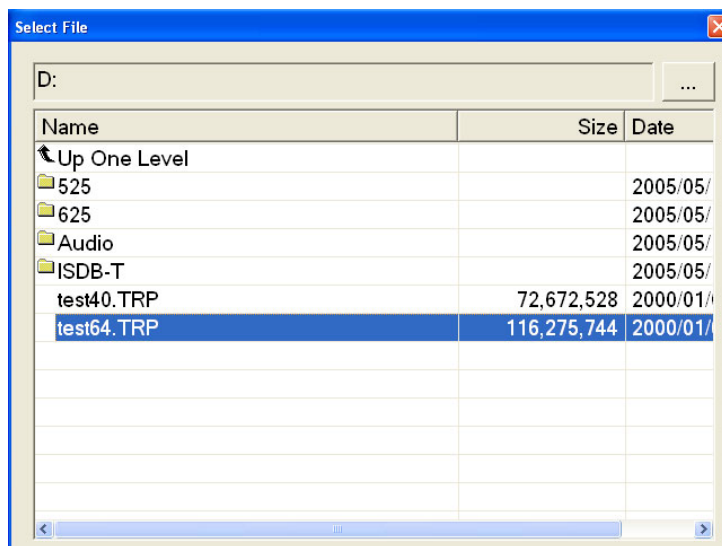 Select File
D:
...
Name Size Date
Up One Level
525 2005/05/
625 2005/05/
Audio 2005/05/
ISDB-T 2005/05/
test40.TRP 72,672,528 2000/01/
test64.TRP 116,275,744 2000/01/